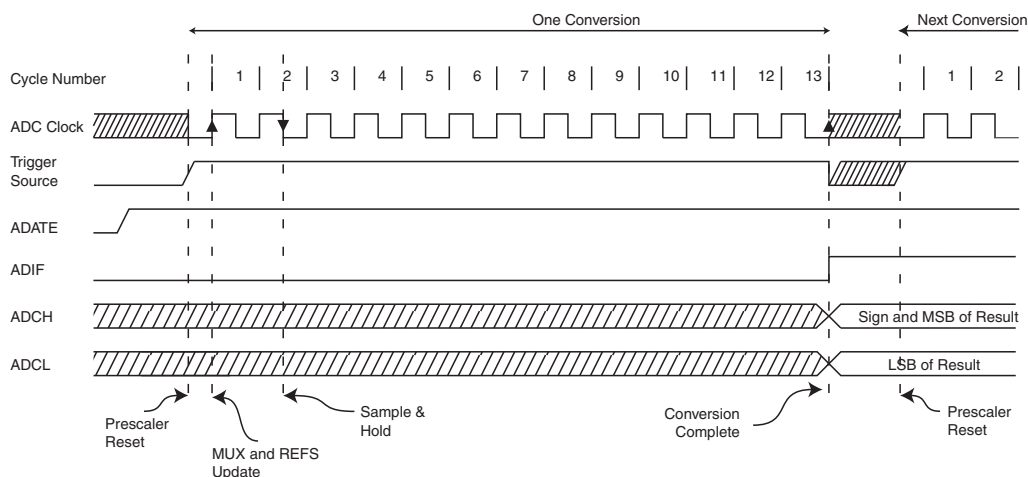 One Conversion
Next Conversion
Cycle Number
1 2 3 4 5 6 7 8 9 10 11 12 13 1 2
ADC Clock
Trigger
Source
ADATE
ADIF
ADCH
Sign and MSB of Result
ADCL
LSB of Result
Prescaler
Reset
MUX and REFS
Update
Sample &
Hold
Conversion
Complete
Prescaler
Reset